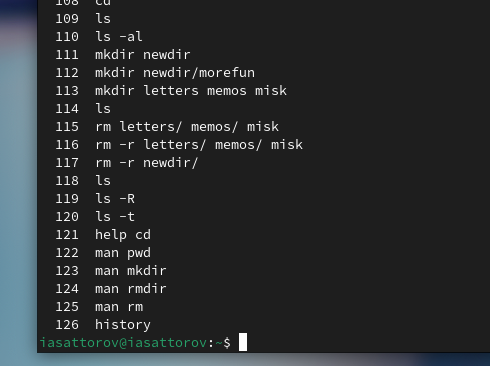 108 cd
109 ls
110 ls -al
111 mkdir newdir
112 mkdir newdir/morefun
113 mkdir letters memos misk
114 ls
115 rm letters/ memos/ misk
116 rm -r letters/ memos/ misk
117 rm -r newdir/
118 ls
119 ls -R
120 ls -t
121 help cd
122 man pwd
123 man mkdir
124 man rmdir
125 man rm
126 history
iasattorov@iasattorov:~$